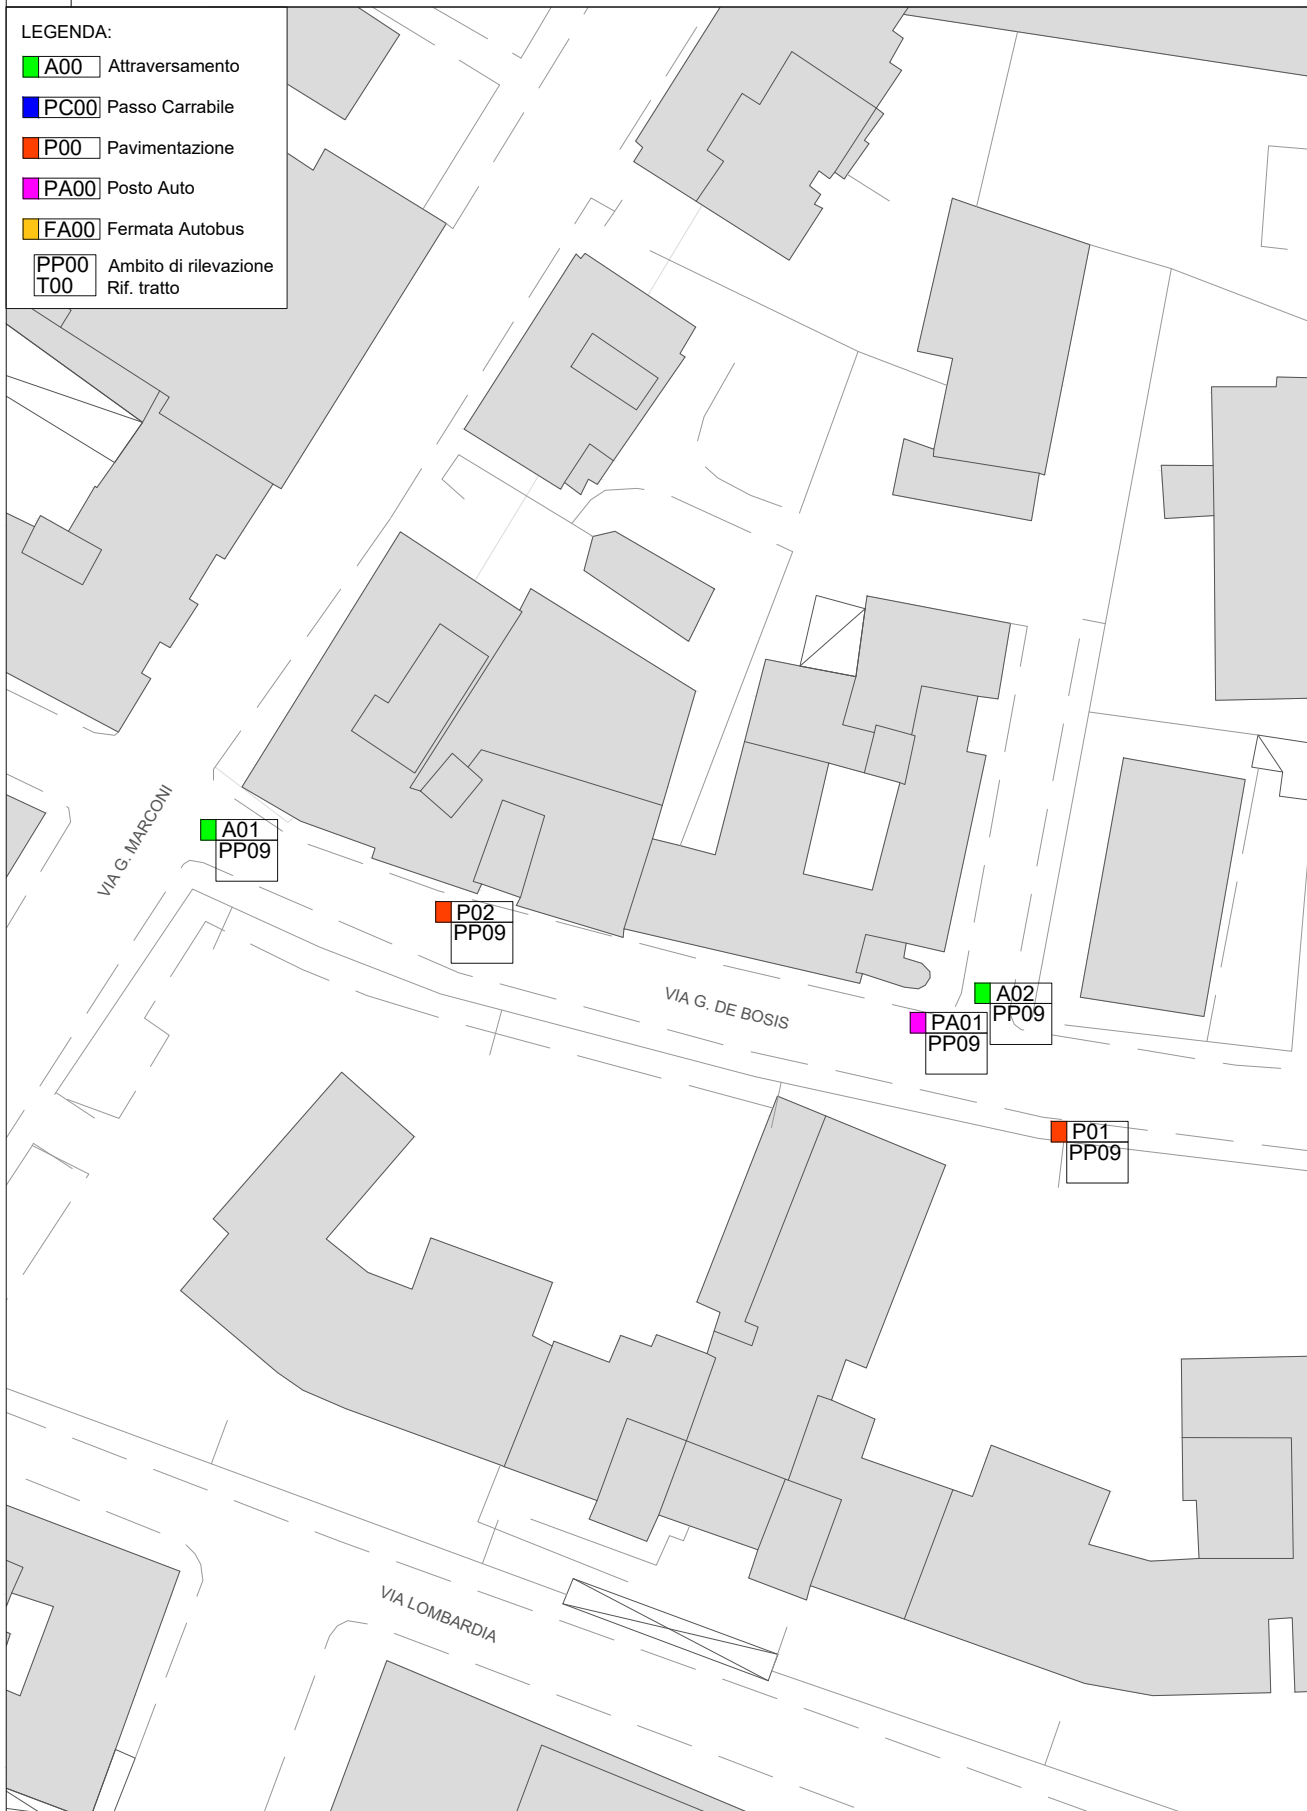 LEGENDA:
A00 Attraversamento
PC00 Passo Carrabile
P00 Pavimentazione
PA00 Posto Auto
FA00 Fermata Autobus
PP00 Ambito di rilevazione
T00 Rif. tratto
VIA G. MARCONI
A01
PP09
P02
PP09
VIA G. DE BOSIS
A02
PP09
PA01
PP09
P01
PP09
VIA LOMBARDIA